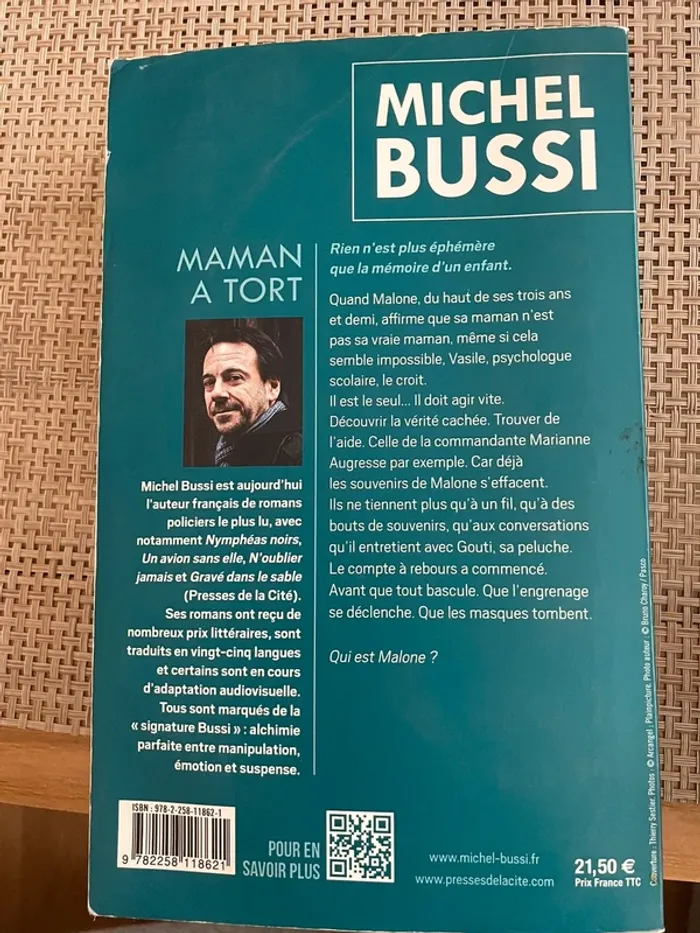 MICHEL
BUSSI
MAMAN
A TORT
Michel Bussi est aujourd'hui
l'auteur français de romans
policiers le plus lu, avec
notamment Nymphéas noirs,
Un avion sans elle, N'oublier
jamais et Gravé dans le sable
(Presses de la Cité).
Ses romans ont reçu de
nombreux prix littéraires, sont
traduits en vingt-cinq langues
et certains sont en cours
d'adaptation audiovisuelle.
Tous sont marqués de la
« signature Bussi » : alchimie
parfaite entre manipulation,
émotion et suspense.
Rien n'est plus éphémère
que la mémoire d'un enfant.
Quand Malone, du haut de ses trois ans
et demi, affirme que sa maman n'est
pas sa vraie maman, même si cela
semble impossible, Vasile, psychologue
scolaire, le croit.
Il est le seul... Il doit agir vite.
Découvrir la vérité cachée. Trouver de
l'aide. Celle de la commandante Marianne
Augresse par exemple. Car déjà
les souvenirs de Malone s'effacent.
Ils ne tiennent plus qu'à un fil, qu'à des
bouts de souvenirs, qu'aux conversations
qu'il entretient avec Gouti, sa peluche.
Le compte à rebours a commencé.
Avant que tout bascule. Que l'engrenage
se déclenche. Que les masques tombent.
Qui est Malone ?
ISBN : 978-2-258-11862-1
9 782258 118621
POUR EN
SAVOIR PLUS
www.michel-bussi.fr
www.pressesdelacite.com
21,50 €
Prix France TTC
Couverture : Thierry Sestier. Photos : © Arcangel ; Plainpicture. Photo auteur : © Bruno Charoy / Pasco